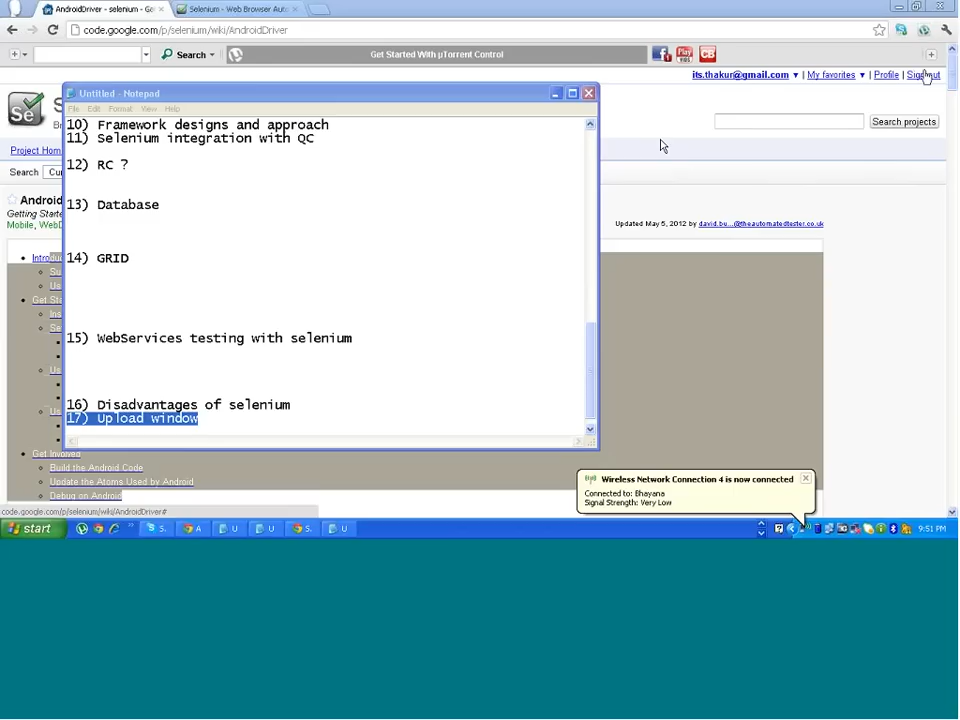 AndroidDriver - selenium - Go
Selenium - Web Browser Auto
code.google.com/p/selenium/wiki/AndroidDriver
Search
Get Started With µTorrent Control
its.thakur@gmail.com ▼ | My favorites ▼ | Profile | Sign out
Se
Search projects
Project Hom
Search
Android
Getting Starte
Mobile, WebD
Updated May 5, 2012 by david.bu...@theautomatedtester.co.uk
Untitled - Notepad
File Edit Format View Help
10) Framework designs and approach
11) Selenium integration with QC
12) RC ?
13) Database
14) GRID
15) WebServices testing with selenium
16) Disadvantages of selenium
17) Upload window
Get Involved
Build the Android Code
Update the Atoms Used by Android
Debug on Android
code.google.com/p/selenium/wiki/AndroidDriver#
Wireless Network Connection 4 is now connected
Connected to: Bhayana
Signal Strength: Very Low
start
9:51 PM